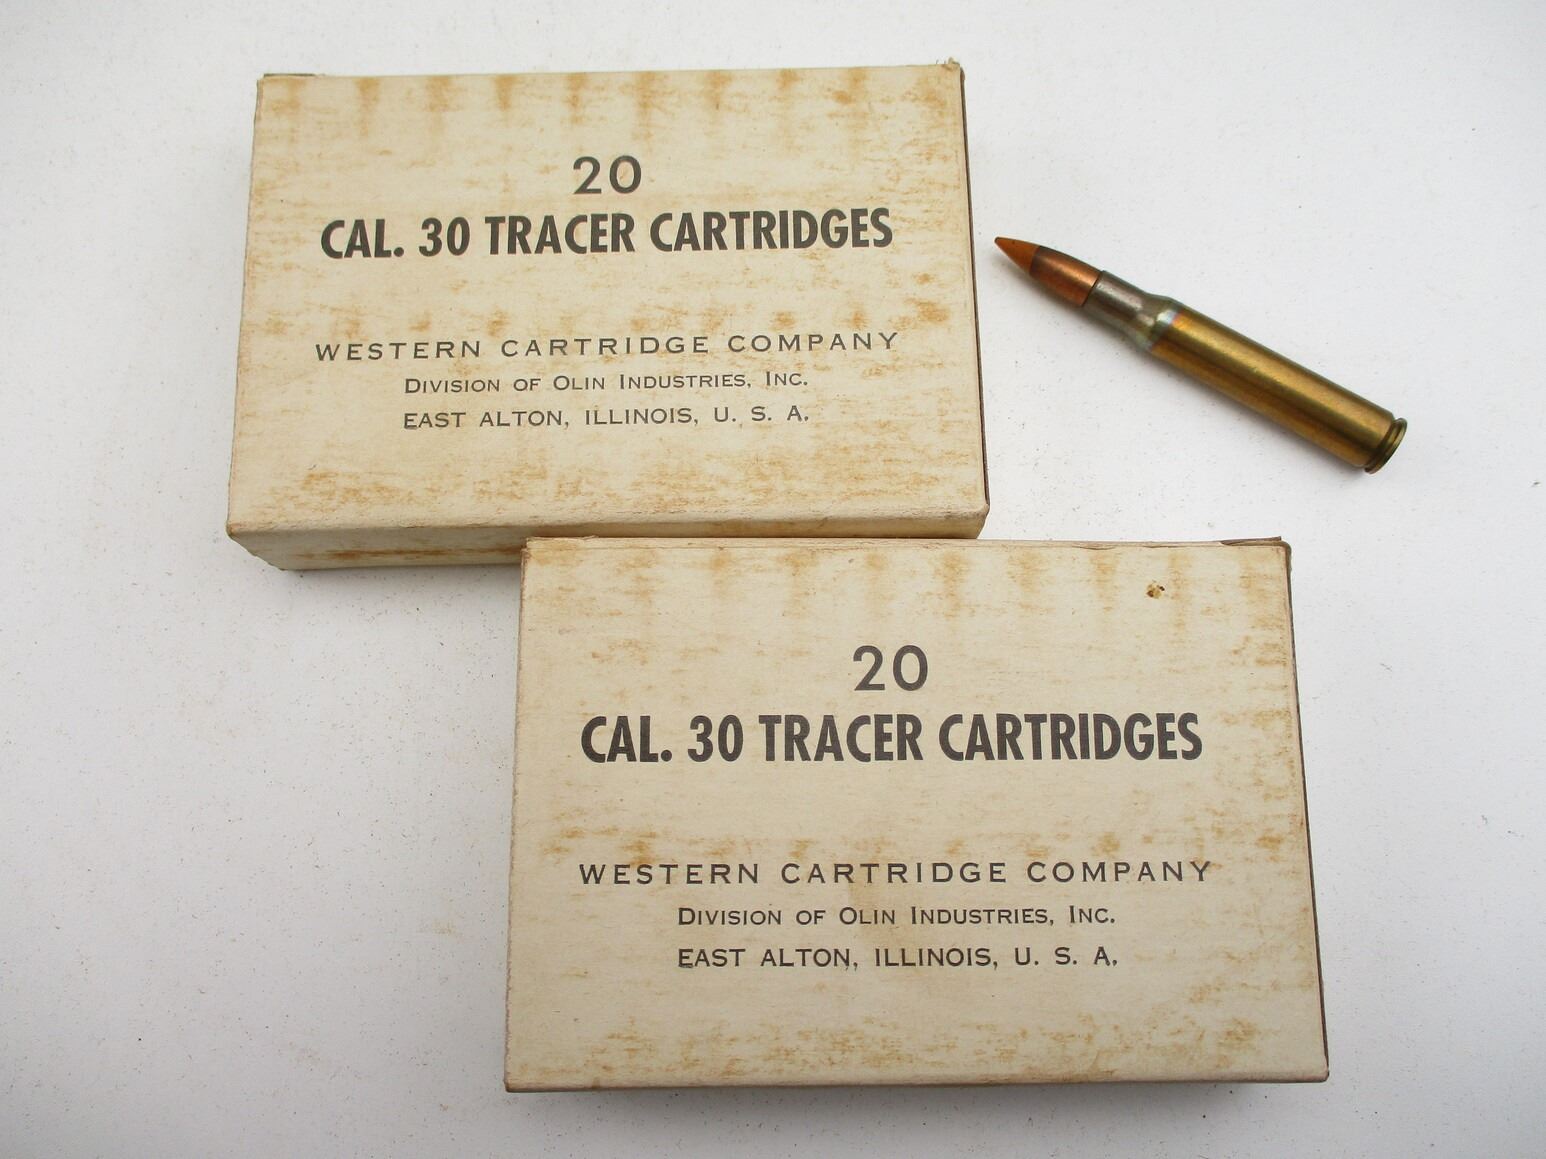 20
CAL. 30 TRACER CARTRIDGES
WESTERN CARTRIDGE COMPANY
DIVISION OF OLIN INDUSTRIES, INC.
EAST ALTON, ILLINOIS, U. S. A.
20
CAL. 30 TRACER CARTRIDGES
WESTERN CARTRIDGE COMPANY
DIVISION OF OLIN INDUSTRIES, INC.
EAST ALTON, ILLINOIS, U. S. A.